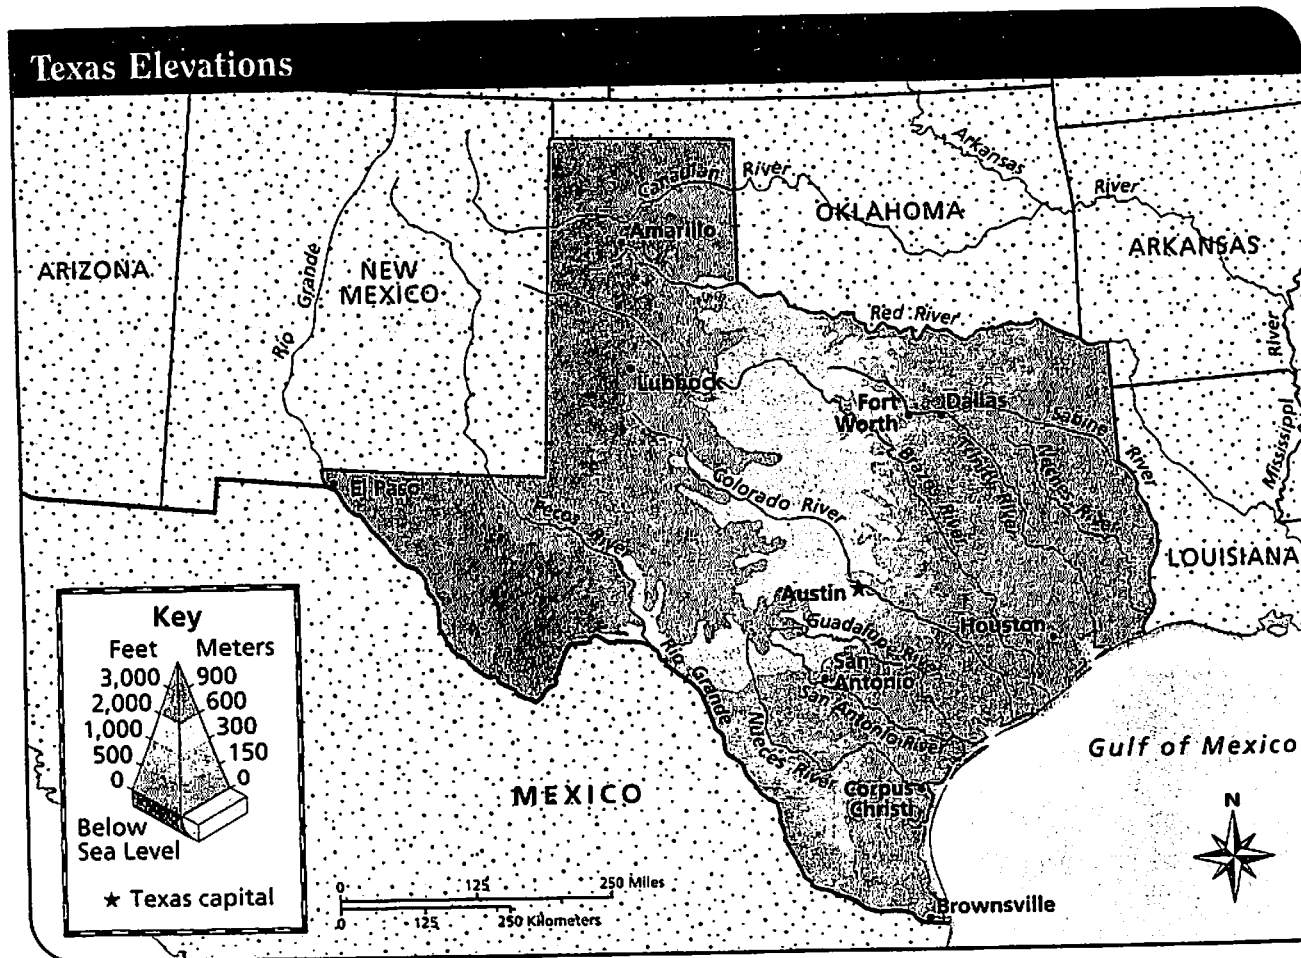 Texas Elevations
Arkansas
River
Canadian River
OKLAHOMA
ARKANSAS
Amarillo
ARIZONA
NEW
MEXICO
Rio Grande
Red River
River
Mississippi
Lubbock
Fort
Worth
Dallas
Sabine
River
Trinity River
Neches River
Brazos River
El Paso
Pecos River
Colorado River
LOUISIANA
Austin
Houston
Guadalupe River
San
Antonio
San Antonio River
Rio Grande
Nueces River
Corpus
Christi
Gulf of Mexico
MEXICO
N
Brownsville
Key
Feet Meters
3,000 900
2,000 600
1,000 300
500 150
0 0
Below
Sea Level
★ Texas capital
0 125 250 Miles
0 125 250 Kilometers